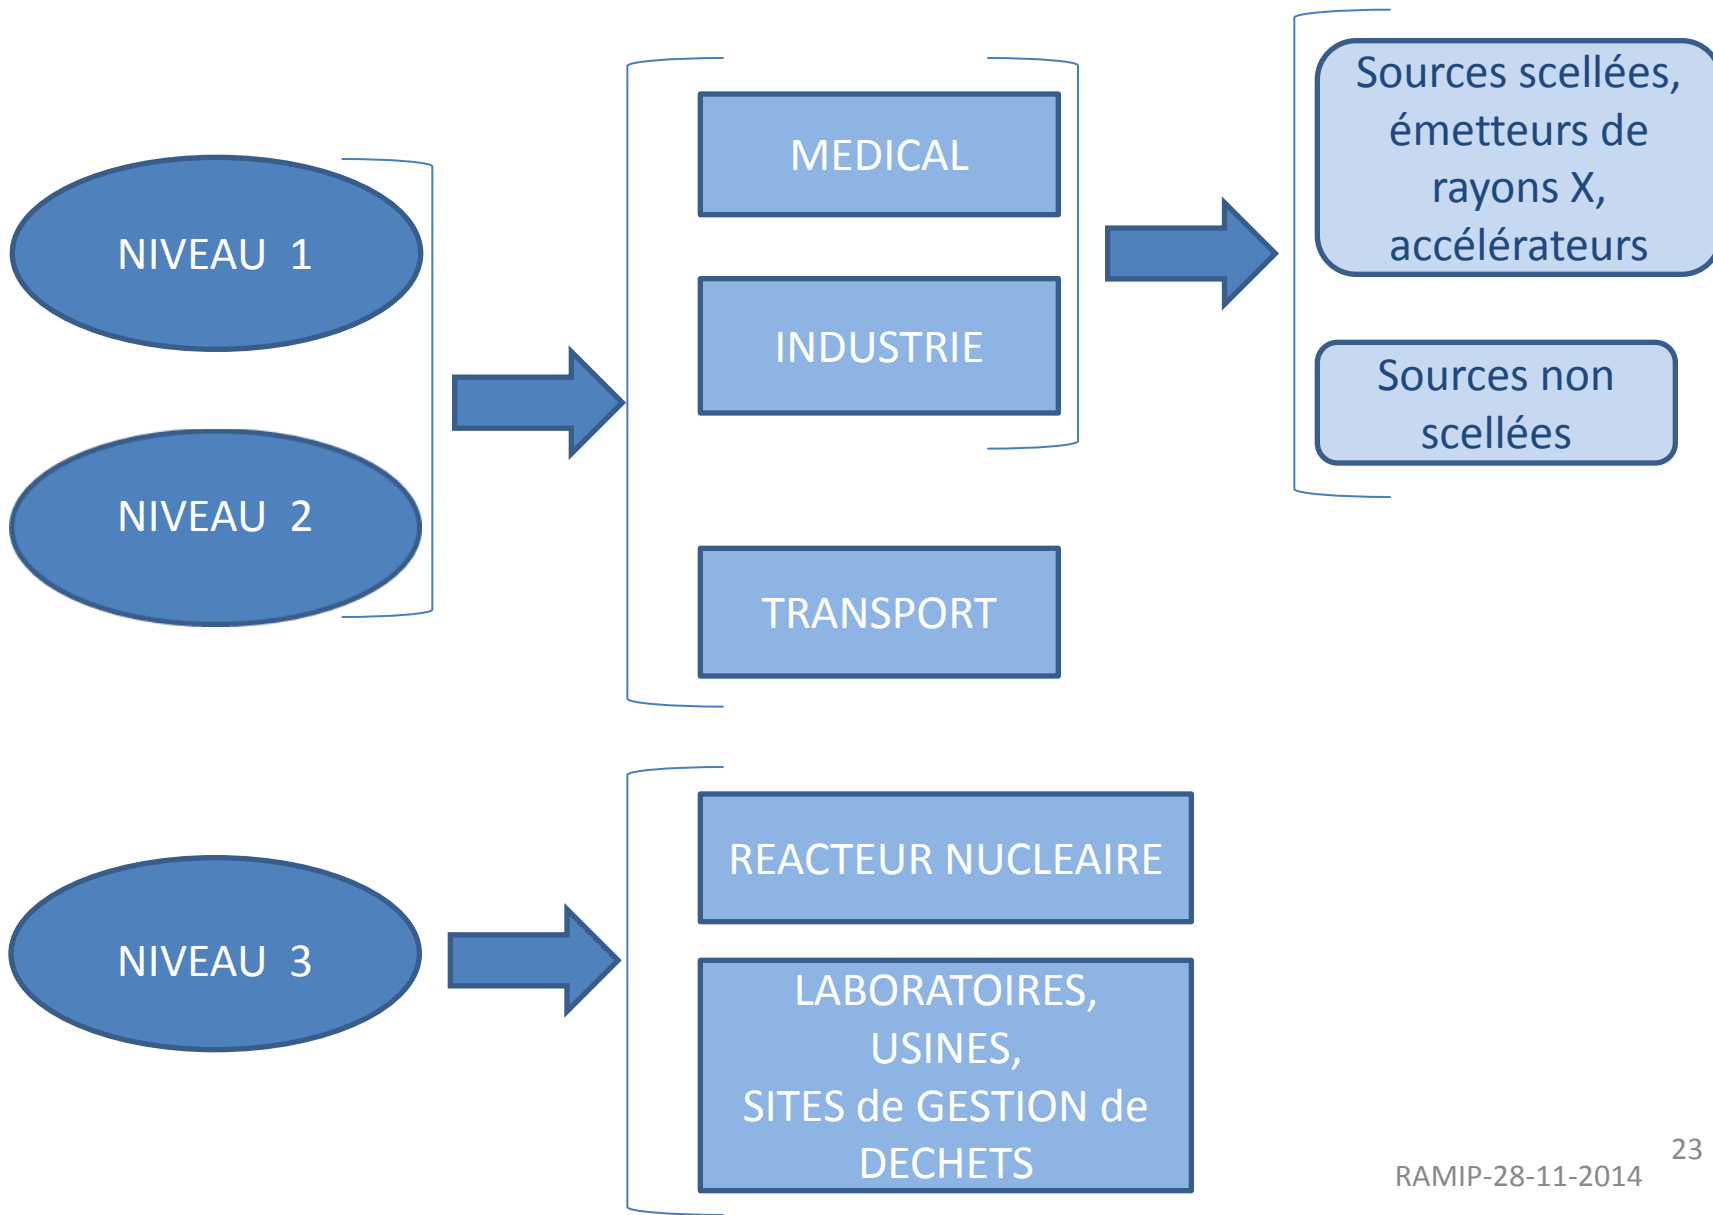 NIVEAU 1
NIVEAU 2
MEDICAL
INDUSTRIE
TRANSPORT
Sources scellées,
émetteurs de
rayons X,
accélérateurs
Sources non
scellées
NIVEAU 3
REACTEUR NUCLEAIRE
LABORATOIRES,
USINES,
SITES de GESTION de
DECHETS
23
RAMIP-28-11-2014